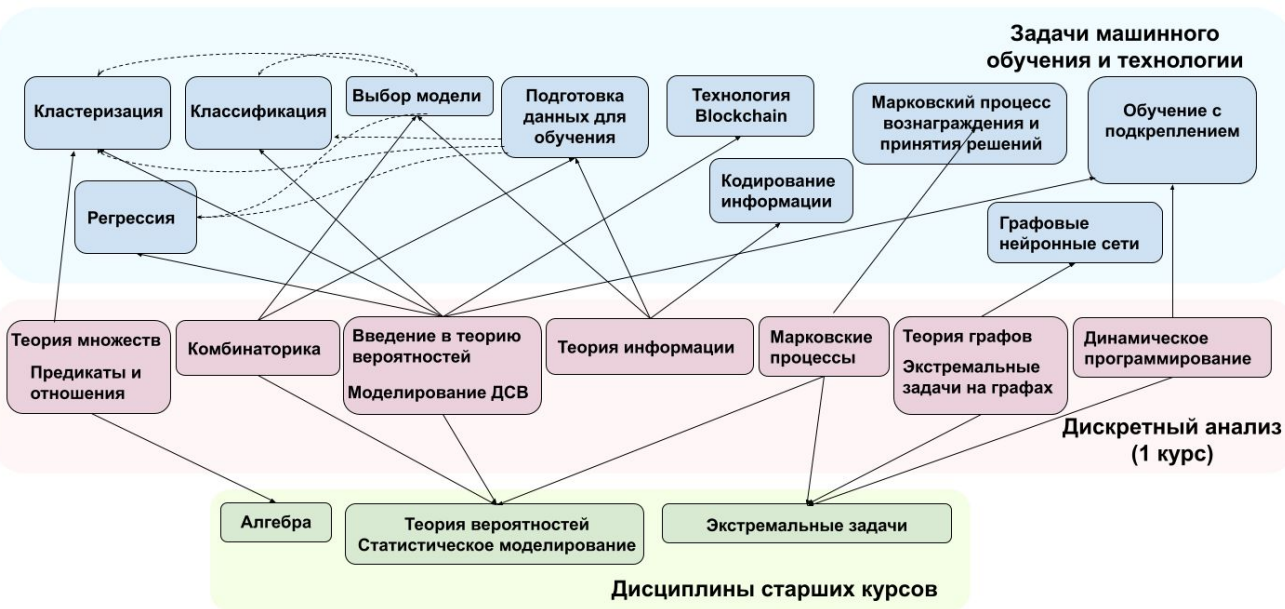 Задачи машинного
обучения и технологии
Кластеризация
Классификация
Выбор модели
Подготовка
данных для
обучения
Технология
Blockchain
Марковский процесс
вознаграждения и
принятия решений
Обучение с
подкреплением
Регрессия
Кодирование
информации
Графовые
нейронные сети
Теория множеств
Предикаты и
отношения
Комбинаторика
Введение в теорию
вероятностей
Моделирование ДСВ
Теория информации
Марковские
процессы
Теория графов
Экстремальные
задачи на графах
Динамическое
программирование
Дискретный анализ
(1 курс)
Алгебра
Теория вероятностей
Статистическое моделирование
Экстремальные задачи
Дисциплины старших курсов